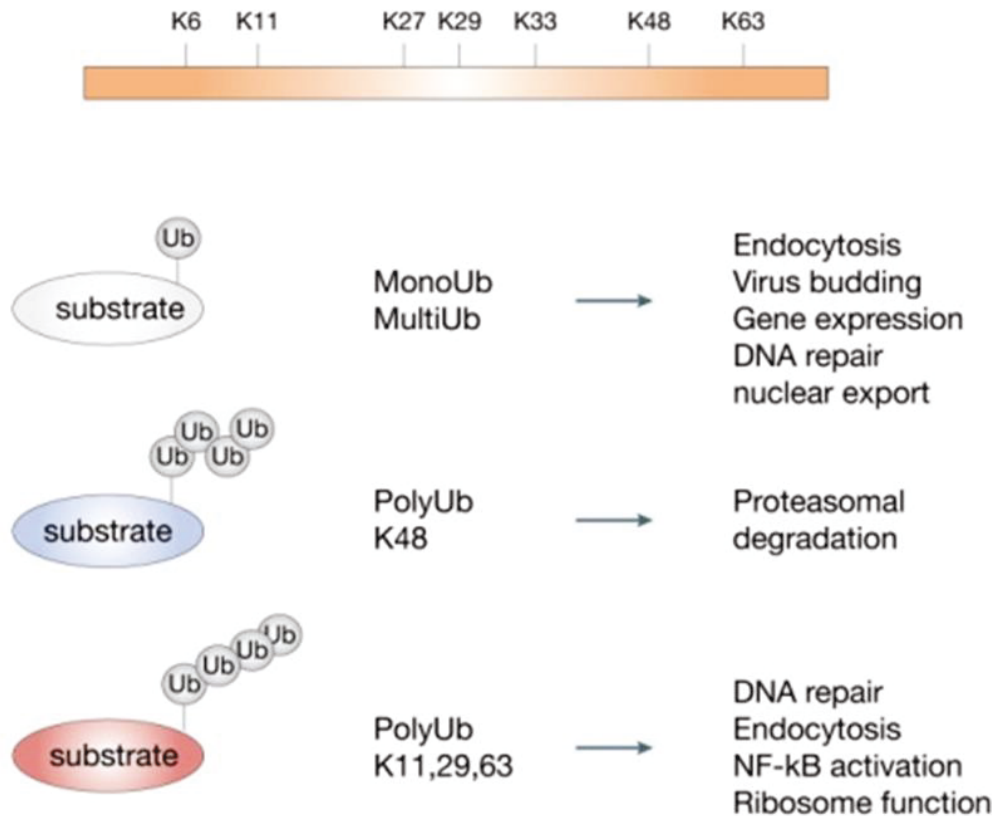 K6 K11 K27 K29 K33 K48 K63
Ub
substrate
MonoUb
MultiUb
Endocytosis
Virus budding
Gene expression
DNA repair
nuclear export
Ub Ub Ub Ub
substrate
PolyUb
K48
Proteasomal
degradation
Ub Ub Ub Ub
substrate
PolyUb
K11,29,63
DNA repair
Endocytosis
NF-kB activation
Ribosome function